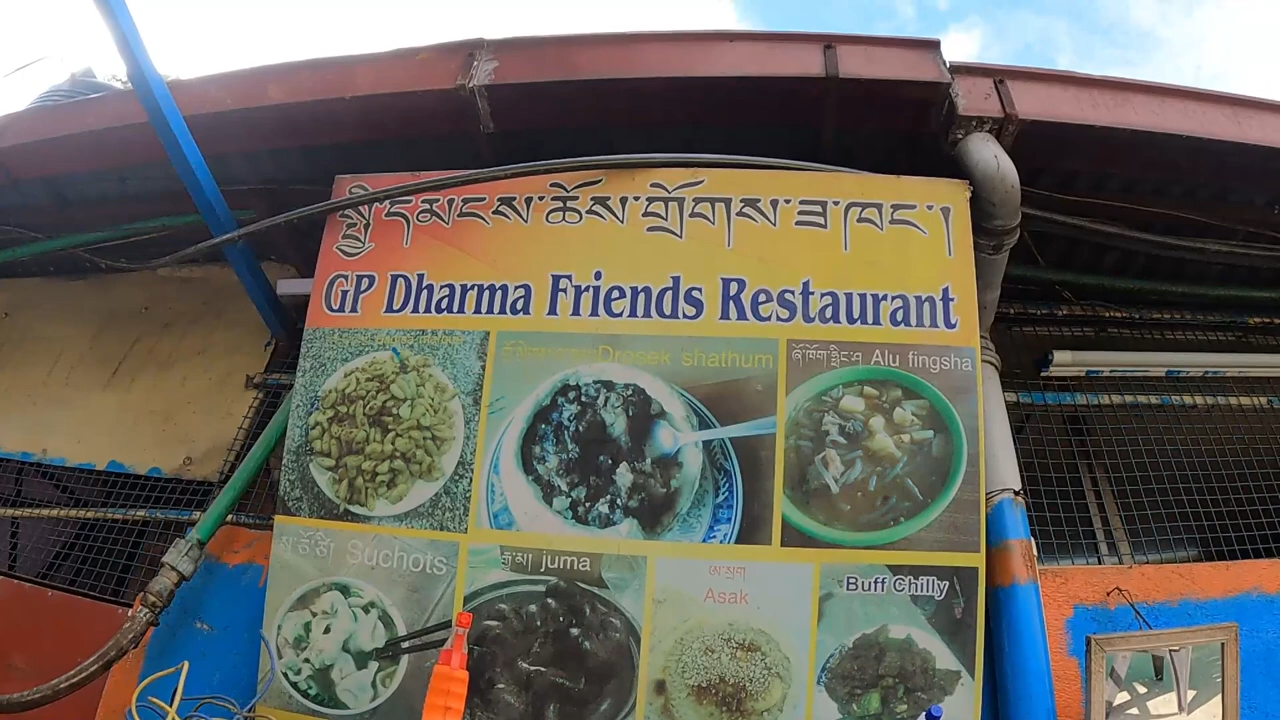 སྤྱི་དམངས་ཆོས་གྲོགས་ཟ་ཁང་།
GP Dharma Friends Restaurant
Dresek shathum
Alu fingsha
Suchots
juma
Asak
Buff Chilly